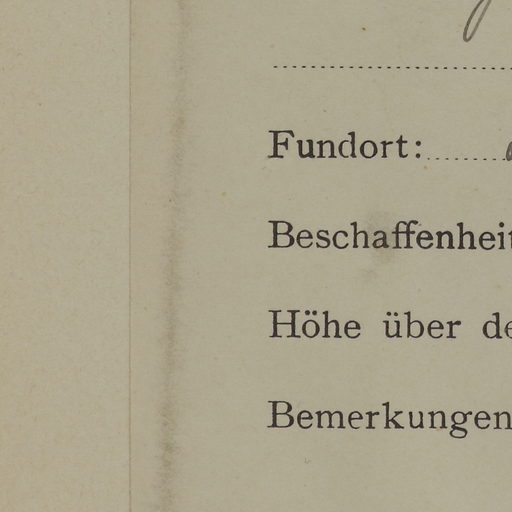 Fundort:
Beschaffenheit
Höhe über de
Bemerkungen